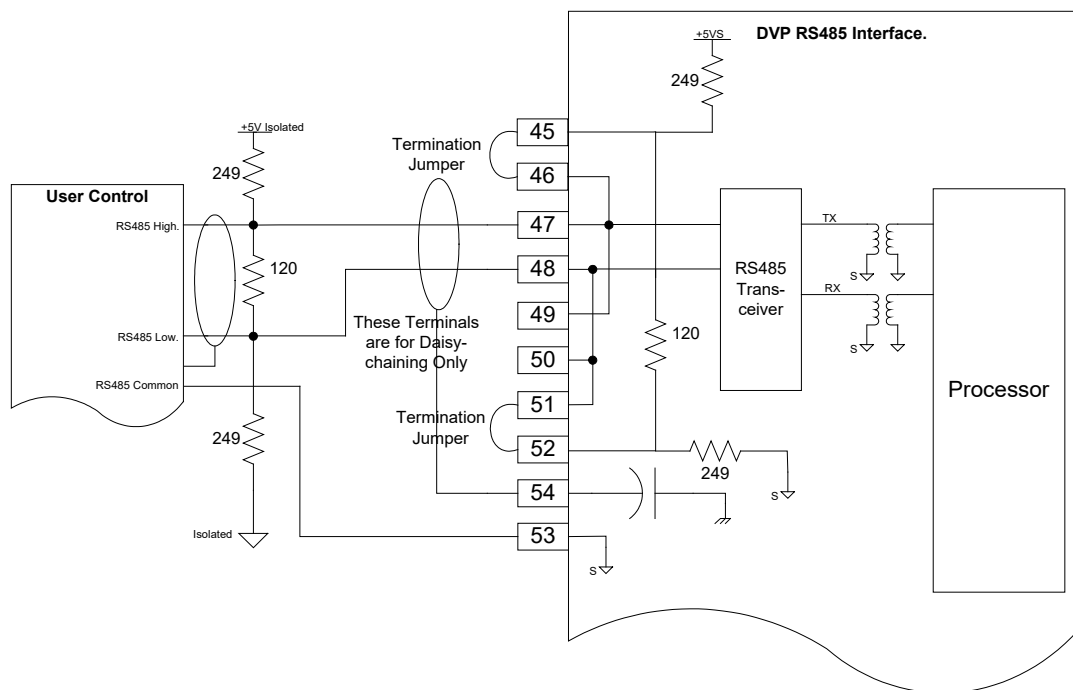 DVP RS485 Interface.
+5VS
249
45
Termination
Jumper
46
+5V Isolated
249
User Control
RS485 High.
47
TX
S
120
48
RS485
Trans-
ceiver
RX
S
49
These Terminals
are for Daisy-
chaining Only
120
RS485 Low.
50
RS485 Common
51
Processor
Termination
Jumper
249
52
249
S
54
Isolated
53
S